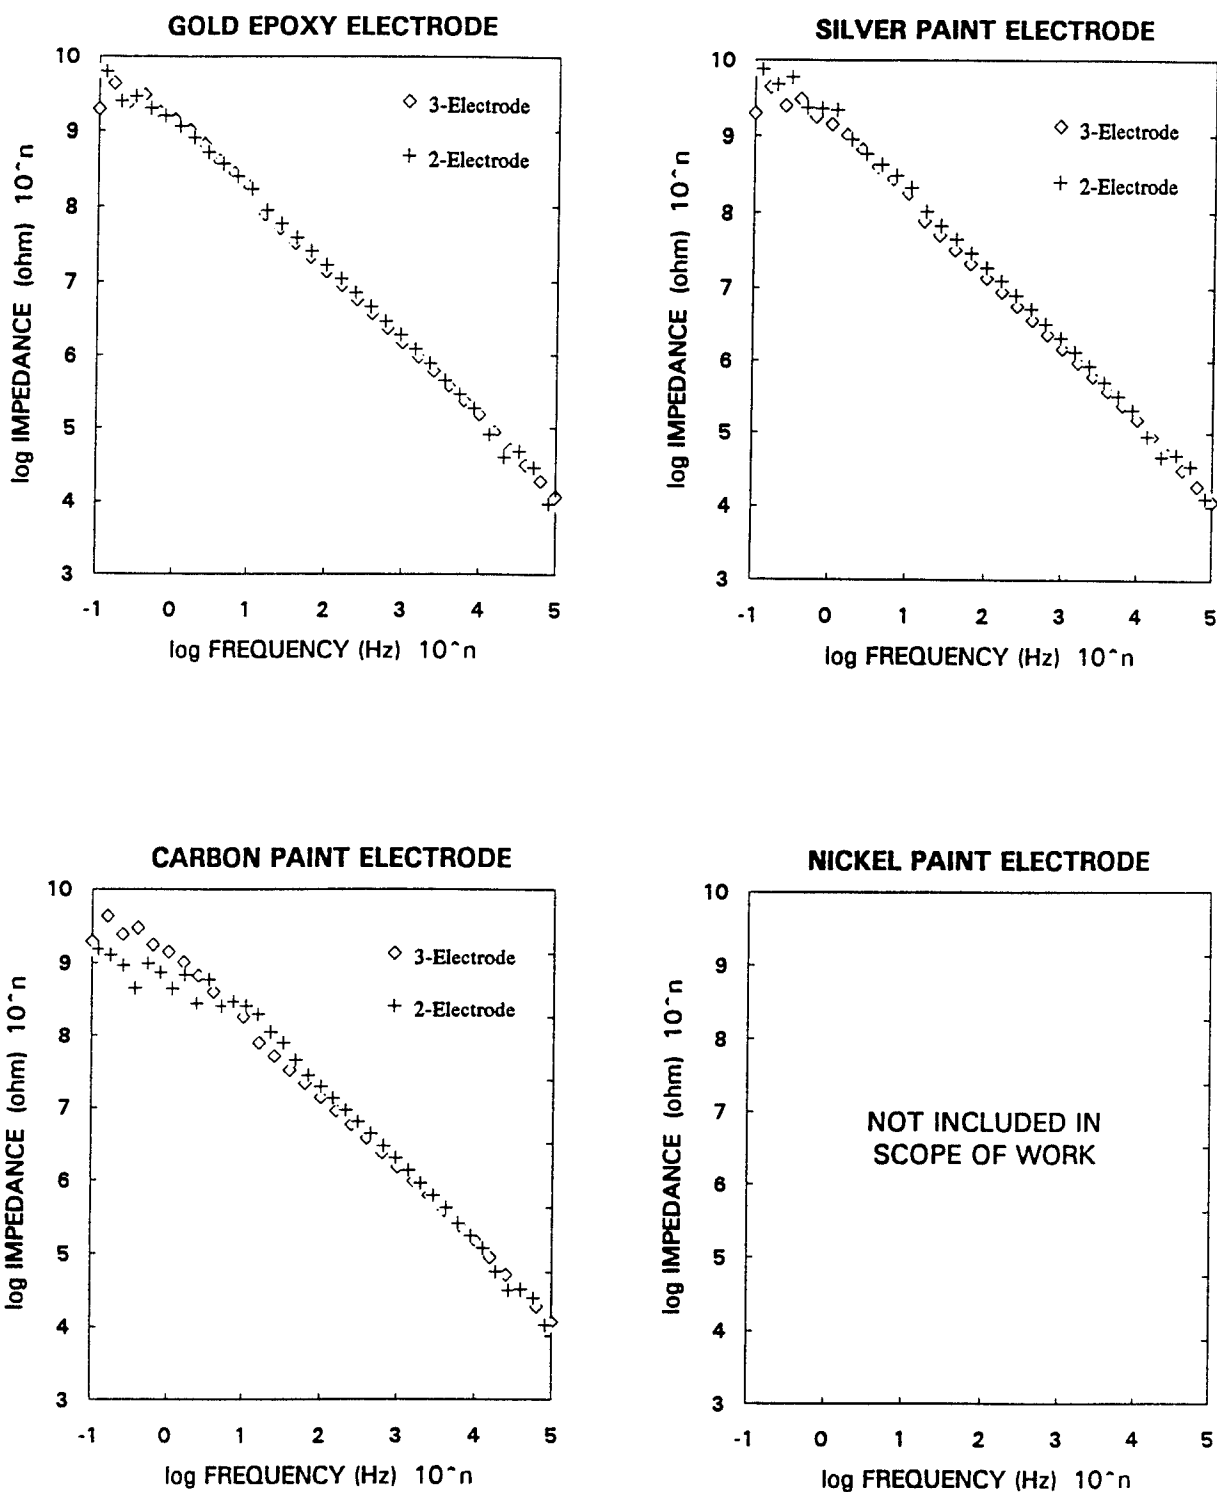 GOLD EPOXY ELECTRODE
10
9
8
7
6
5
4
3
log IMPEDANCE (ohm) 10^n
◇ 3-Electrode
+ 2-Electrode
-1 0 1 2 3 4 5
log FREQUENCY (Hz) 10^n
SILVER PAINT ELECTRODE
10
9
8
7
6
5
4
3
log IMPEDANCE (ohm) 10^n
◇ 3-Electrode
+ 2-Electrode
-1 0 1 2 3 4 5
log FREQUENCY (Hz) 10^n
CARBON PAINT ELECTRODE
10
9
8
7
6
5
4
3
log IMPEDANCE (ohm) 10^n
◇ 3-Electrode
+ 2-Electrode
-1 0 1 2 3 4 5
log FREQUENCY (Hz) 10^n
NICKEL PAINT ELECTRODE
10
9
8
7
6
5
4
3
log IMPEDANCE (ohm) 10^n
NOT INCLUDED IN
SCOPE OF WORK
-1 0 1 2 3 4 5
log FREQUENCY (Hz) 10^n